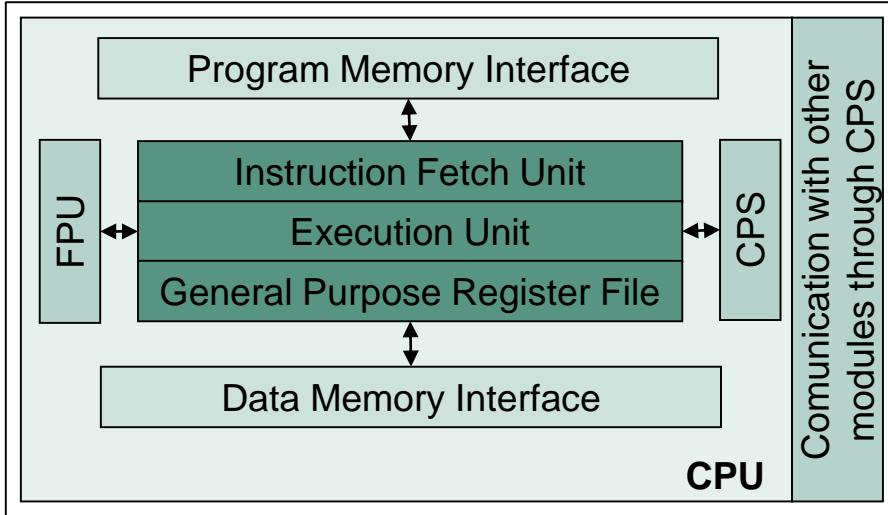 Program Memory Interface
FPU
Instruction Fetch Unit
Execution Unit
General Purpose Register File
CPS
Data Memory Interface
CPU
Comunication with other
modules through CPS